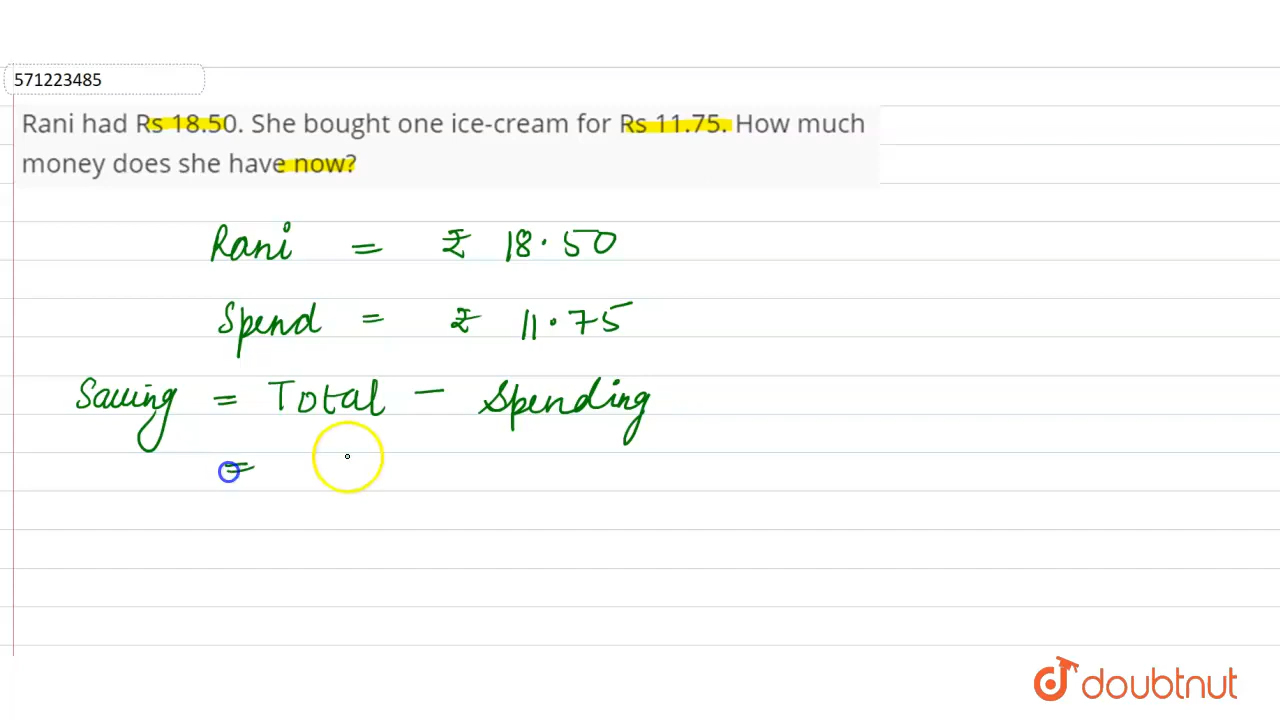 571223485
Rani had Rs 18.50. She bought one ice-cream for Rs 11.75. How much
money does she have now?
Rani = ₹ 18.50
Spend = ₹ 11.75
Saving = Total - Spending
=
doubtnut